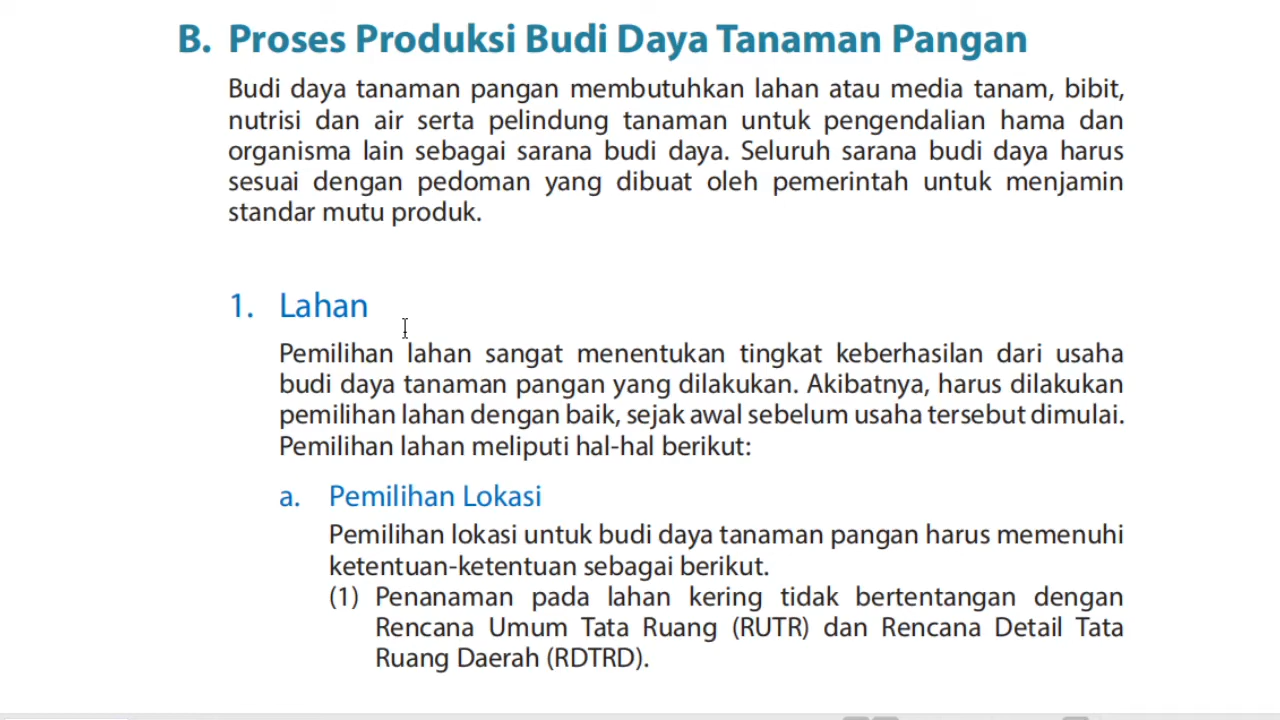 B. Proses Produksi Budi Daya Tanaman Pangan
Budi daya tanaman pangan membutuhkan lahan atau media tanam, bibit,
nutrisi dan air serta pelindung tanaman untuk pengendalian hama dan
organisma lain sebagai sarana budi daya. Seluruh sarana budi daya harus
sesuai dengan pedoman yang dibuat oleh pemerintah untuk menjamin
standar mutu produk.
1. Lahan
Pemilihan lahan sangat menentukan tingkat keberhasilan dari usaha
budi daya tanaman pangan yang dilakukan. Akibatnya, harus dilakukan
pemilihan lahan dengan baik, sejak awal sebelum usaha tersebut dimulai.
Pemilihan lahan meliputi hal-hal berikut:
a. Pemilihan Lokasi
Pemilihan lokasi untuk budi daya tanaman pangan harus memenuhi
ketentuan-ketentuan sebagai berikut.
(1) Penanaman pada lahan kering tidak bertentangan dengan
Rencana Umum Tata Ruang (RUTR) dan Rencana Detail Tata
Ruang Daerah (RDTRD).